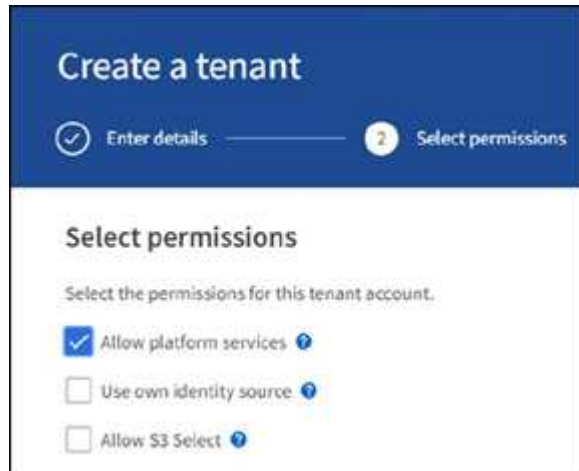 Create a tenant
Enter details 2 Select permissions
Select permissions
Select the permissions for this tenant account.
Allow platform services ?
Use own identity source ?
Allow S3 Select ?